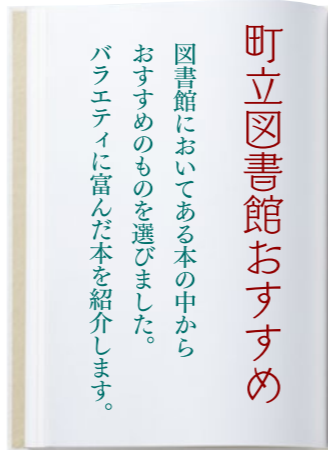 町立図書館おすすめ
図書館においてある本の中から
おすすめのものを選びました。
バラエティに富んだ本を紹介します。